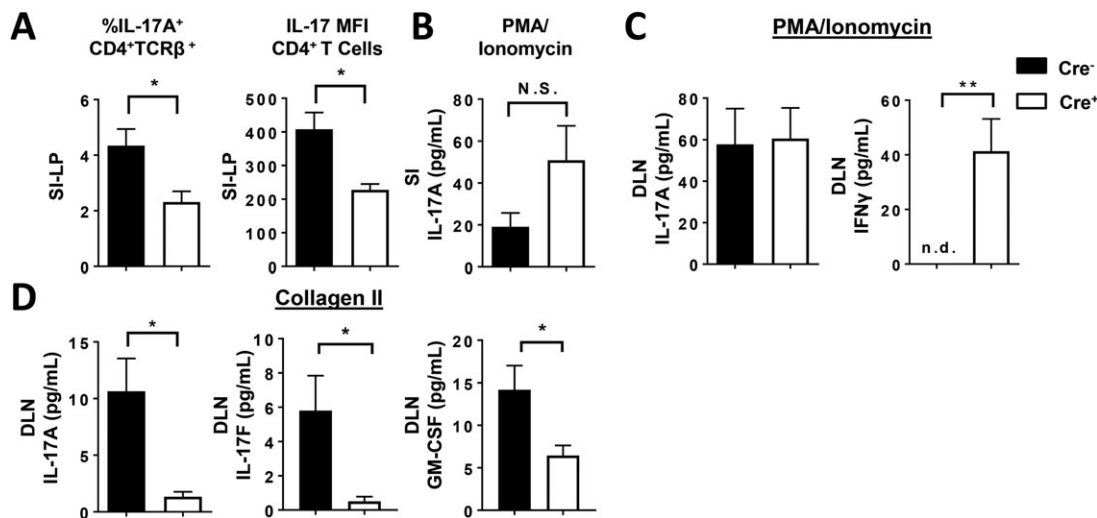 A
%IL-17A⁺
CD4⁺TCRβ ⁺
*
SI-LP
6
4
2
0
IL-17 MFI
CD4⁺ T Cells
*
SI-LP
500
400
300
200
100
0
B
PMA/
Ionomycin
N.S.
SI
IL-17A (pg/mL)
80
60
40
20
0
C
PMA/Ionomycin
Cre⁻
Cre⁺
DLN
IL-17A (pg/mL)
80
60
40
20
0
**
DLN
IFNγ (pg/mL)
60
40
20
0
n.d.
D
Collagen II
*
DLN
IL-17A (pg/mL)
15
10
5
0
*
DLN
IL-17F (pg/mL)
10
8
6
4
2
0
*
DLN
GM-CSF (pg/mL)
20
15
10
5
0